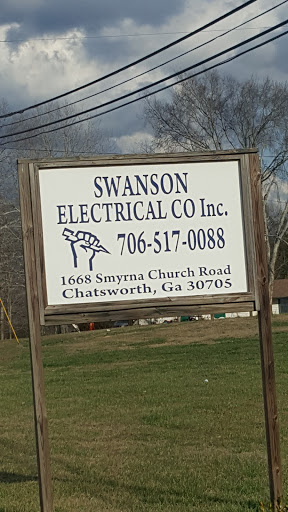 SWANSON
ELECTRICAL CO Inc.
706-517-0088
1668 Smyrna Church Road
Chatsworth, Ga 30705